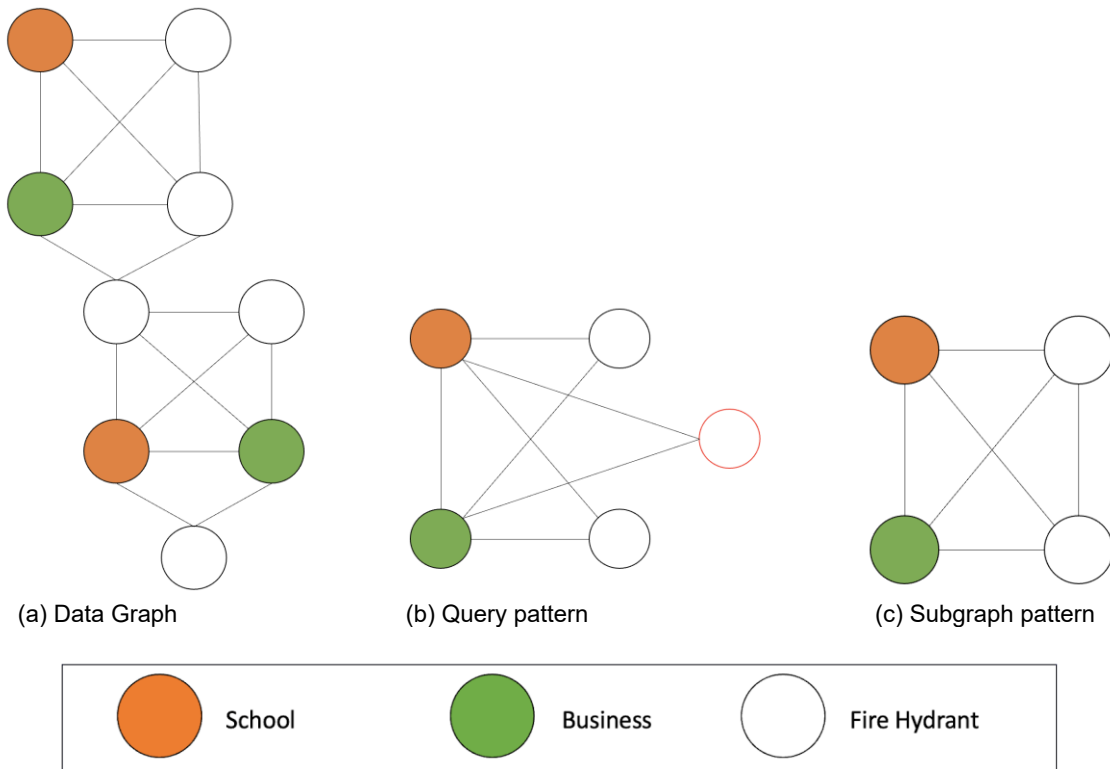 (a) Data Graph
(b) Query pattern
(c) Subgraph pattern
School
Business
Fire Hydrant